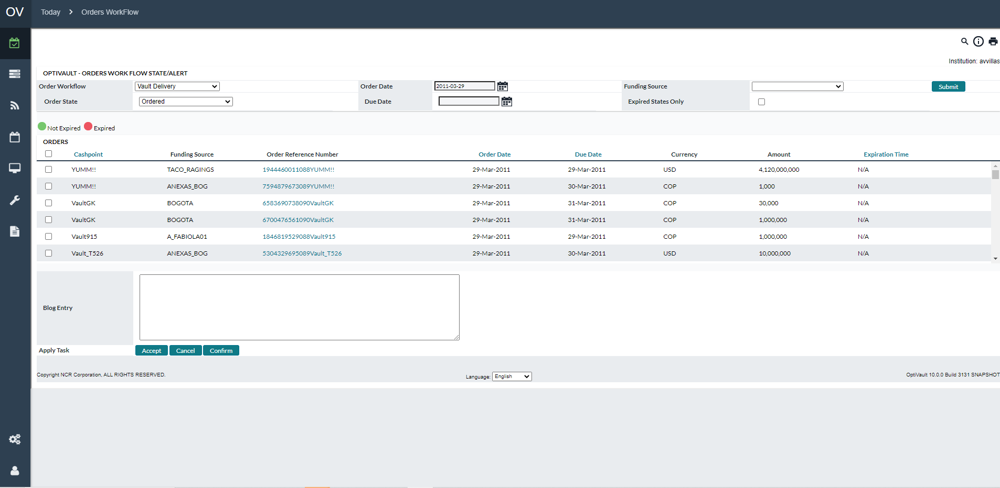 OV Today Orders WorkFlow
Institution: avvillas
OPTIVAULT - ORDERS WORK FLOW STATE/ALERT
Order Workflow Vault Delivery Order Date 2011-03-29 Funding Source Submit
Order State Ordered Due Date Expired States Only
Not Expired Expired
ORDERS
Cashpoint Funding Source Order Reference Number Order Date Due Date Currency Amount Expiration Time
YUMM!! TACO_RAGINGS 1944460011088YUMM!! 29-Mar-2011 29-Mar-2011 USD 4,120,000,000 N/A
YUMM!! ANEXAS_BOG 7594879673089YUMM!! 29-Mar-2011 30-Mar-2011 COP 1,000 N/A
VaultGK BOGOTA 6583690738090VaultGK 29-Mar-2011 31-Mar-2011 COP 30,000 N/A
VaultGK BOGOTA 6700476561090VaultGK 29-Mar-2011 31-Mar-2011 COP 1,000,000 N/A
Vault915 A_FABIOLA01 1846819529088Vault915 29-Mar-2011 29-Mar-2011 COP 1,000,000 N/A
Vault_T526 ANEXAS_BOG 5304329695089Vault_T526 29-Mar-2011 30-Mar-2011 USD 10,000,000 N/A
Blog Entry
Apply Task Accept Cancel Confirm
Copyright NCR Corporation, ALL RIGHTS RESERVED. Language: English OptiVault 10.0.0 Build 3131 SNAPSHOT